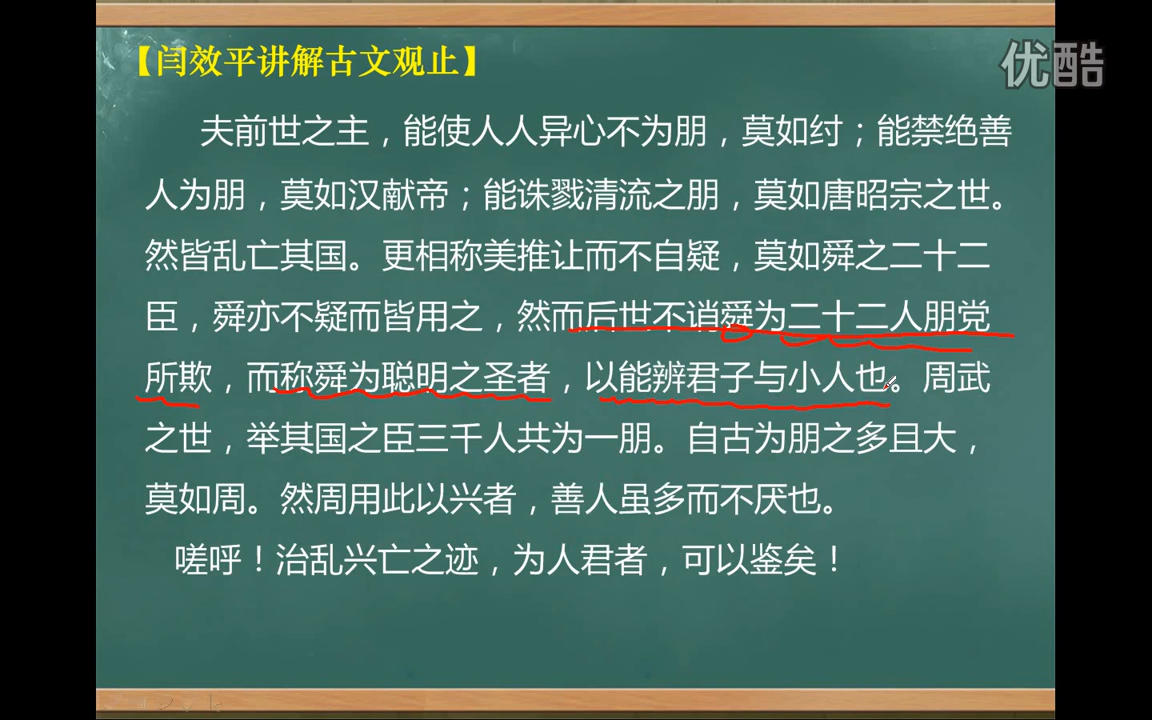 【闫效平讲解古文观止】
优酷
夫前世之主，能使人人异心不为朋，莫如纣；能禁绝善
人为朋，莫如汉献帝；能诛戮清流之朋，莫如唐昭宗之世。
然皆乱亡其国。更相称美推让而不自疑，莫如舜之二十二
臣，舜亦不疑而皆用之，然而后世不诮舜为二十二人朋党
所欺，而称舜为聪明之圣者，以能辨君子与小人也。周武
之世，举其国之臣三千人共为一朋。自古为朋之多且大，
莫如周。然周用此以兴者，善人虽多而不厌也。
嗟呼！治乱兴亡之迹，为人君者，可以鉴矣！